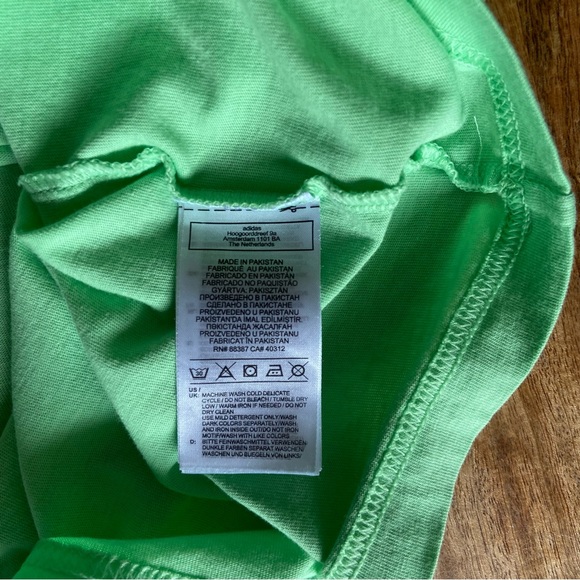 adidas
Hoogoorddreef 9a
Amsterdam 1101 BA
The Netherlands
MADE IN PAKISTAN
FABRIQUÉ AU PAKISTAN
FABRICADO EN PAKISTÁN
FABRICADO NO PAQUISTÃO
GYÁRTVA: PAKISZTÁN
ПРОИЗВЕДЕНО В ПАКИСТАН
СДЕЛАНО В ПАКИСТАНЕ
PROIZVEDENO U PAKISTANU
PAKISTAN'DA İMAL EDİLMİSTİR.
ПӘКІСТАНДА ЖАСАЛҒАН
PROIZVEDENO U PAKISTANU
FABRICAT ÎN PAKISTAN
RN# 88387 CA# 40312
30
US /
UK: MACHINE WASH COLD DELICATE
CYCLE / DO NOT BLEACH / TUMBLE DRY
LOW / WARM IRON IF NEEDED / DO NOT
DRY CLEAN
USE MILD DETERGENT ONLY/WASH
DARK COLORS SEPARATELY/WASH
AND IRON INSIDE OUT/DO NOT IRON
MOTIF/WASH WITH LIKE COLORS
D: BITTE FEINWASCHMITTEL VERWENDEN
DUNKLE FARBEN SEPARAT WASCHEN/
WASCHEN UND BUEGELN VON LINKS/